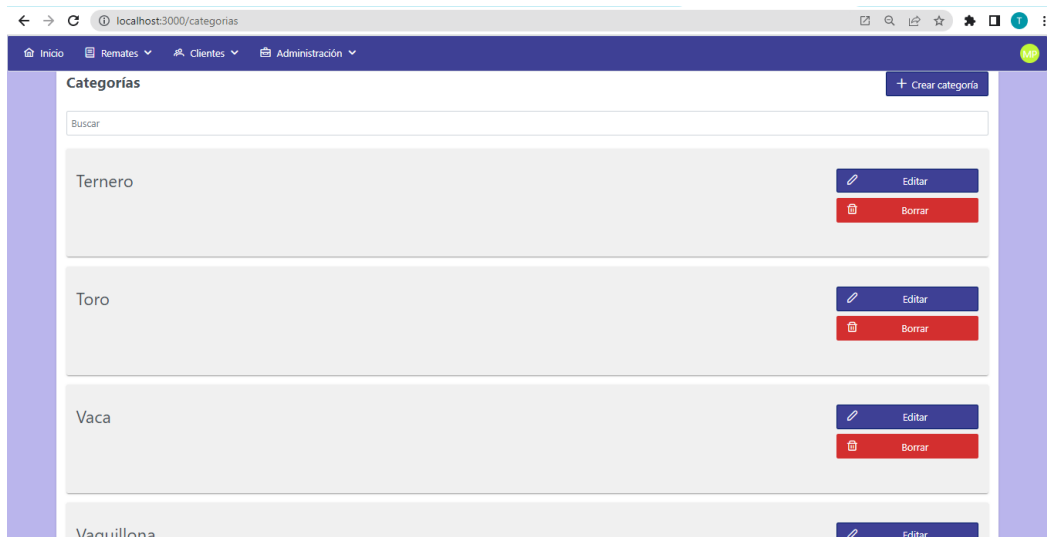 localhost:3000/categorias
T
Inicio Remates Clientes Administración MP
Categorías
+ Crear categoría
Buscar
Ternero
Editar
Borrar
Toro
Editar
Borrar
Vaca
Editar
Borrar
Vaquillona
Editar